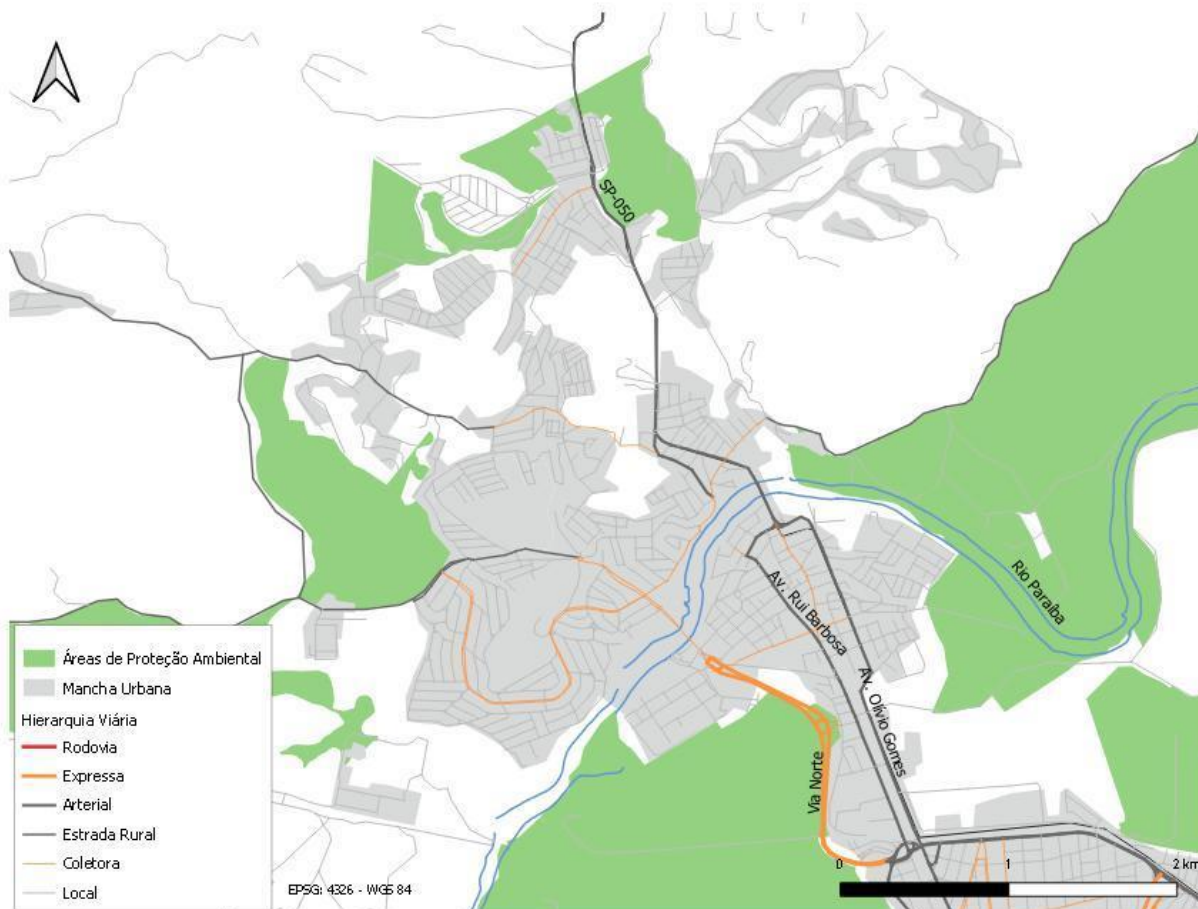 SP-050
Rio Paraíba
Av. Rui Barbosa
Av. Olívio Gomes
Via Norte
Áreas de Proteção Ambiental
Mancha Urbana
Hierarquia Viária
Rodovia
Expressa
Arterial
Estrada Rural
Coletora
Local
EPSG: 4326 - WGS 84
0 1 2 km